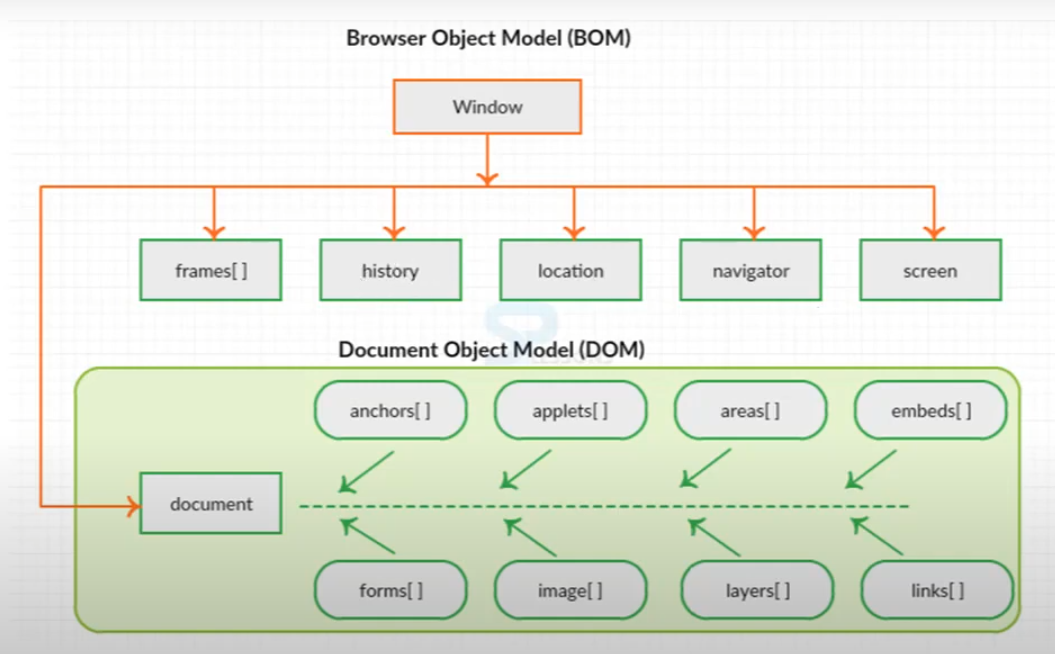 Browser Object Model (BOM)
Window
frames[ ]
history
location
navigator
screen
Document Object Model (DOM)
anchors[ ]
applets[ ]
areas[ ]
embeds[ ]
document
forms[ ]
image[ ]
layers[ ]
links[ ]